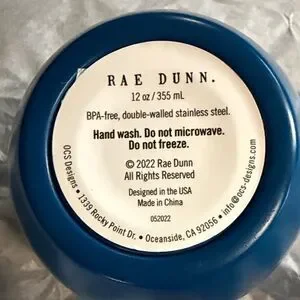 RAE DUNN.
12 oz / 355 mL
BPA-free, double-walled stainless steel.
Hand wash. Do not microwave.
Do not freeze.
© 2022 Rae Dunn
All Rights Reserved
Designed in the USA
Made in China
052022
OCS Designs • 1339 Rocky Point Dr. • Oceanside, CA 92056 • info@ocs-designs.com